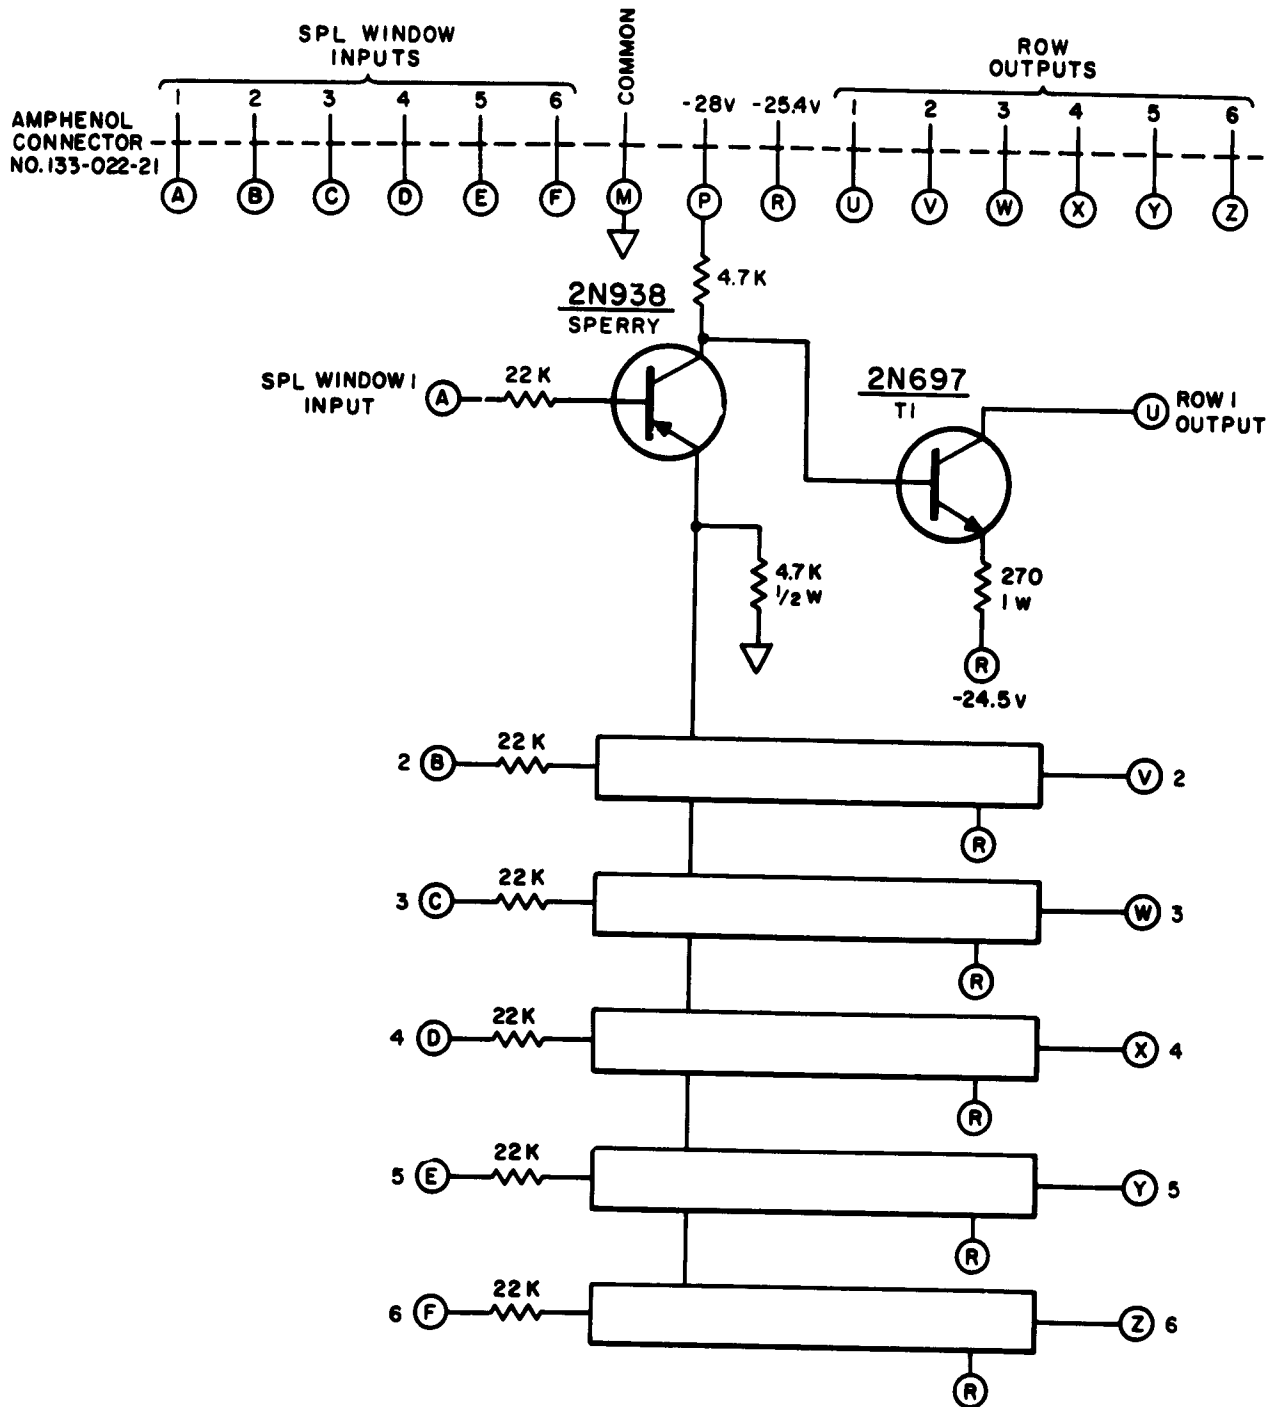 SPL WINDOW
INPUTS
COMMON
ROW
OUTPUTS
1 2 3 4 5 6
-28V -25.4V
1 2 3 4 5 6
AMPHENOL
CONNECTOR
NO. 133-022-21
A B C D E F M P R U V W X Y Z
4.7K
2N938
SPERRY
SPL WINDOW 1
INPUT
A
22 K
2N697
TI
U
ROW 1
OUTPUT
4.7K
1/2 W
270
1 W
R
-24.5V
2 B 22 K V 2
R
3 C 22 K W 3
R
4 D 22K X 4
R
5 E 22K Y 5
R
6 F 22K Z 6
R